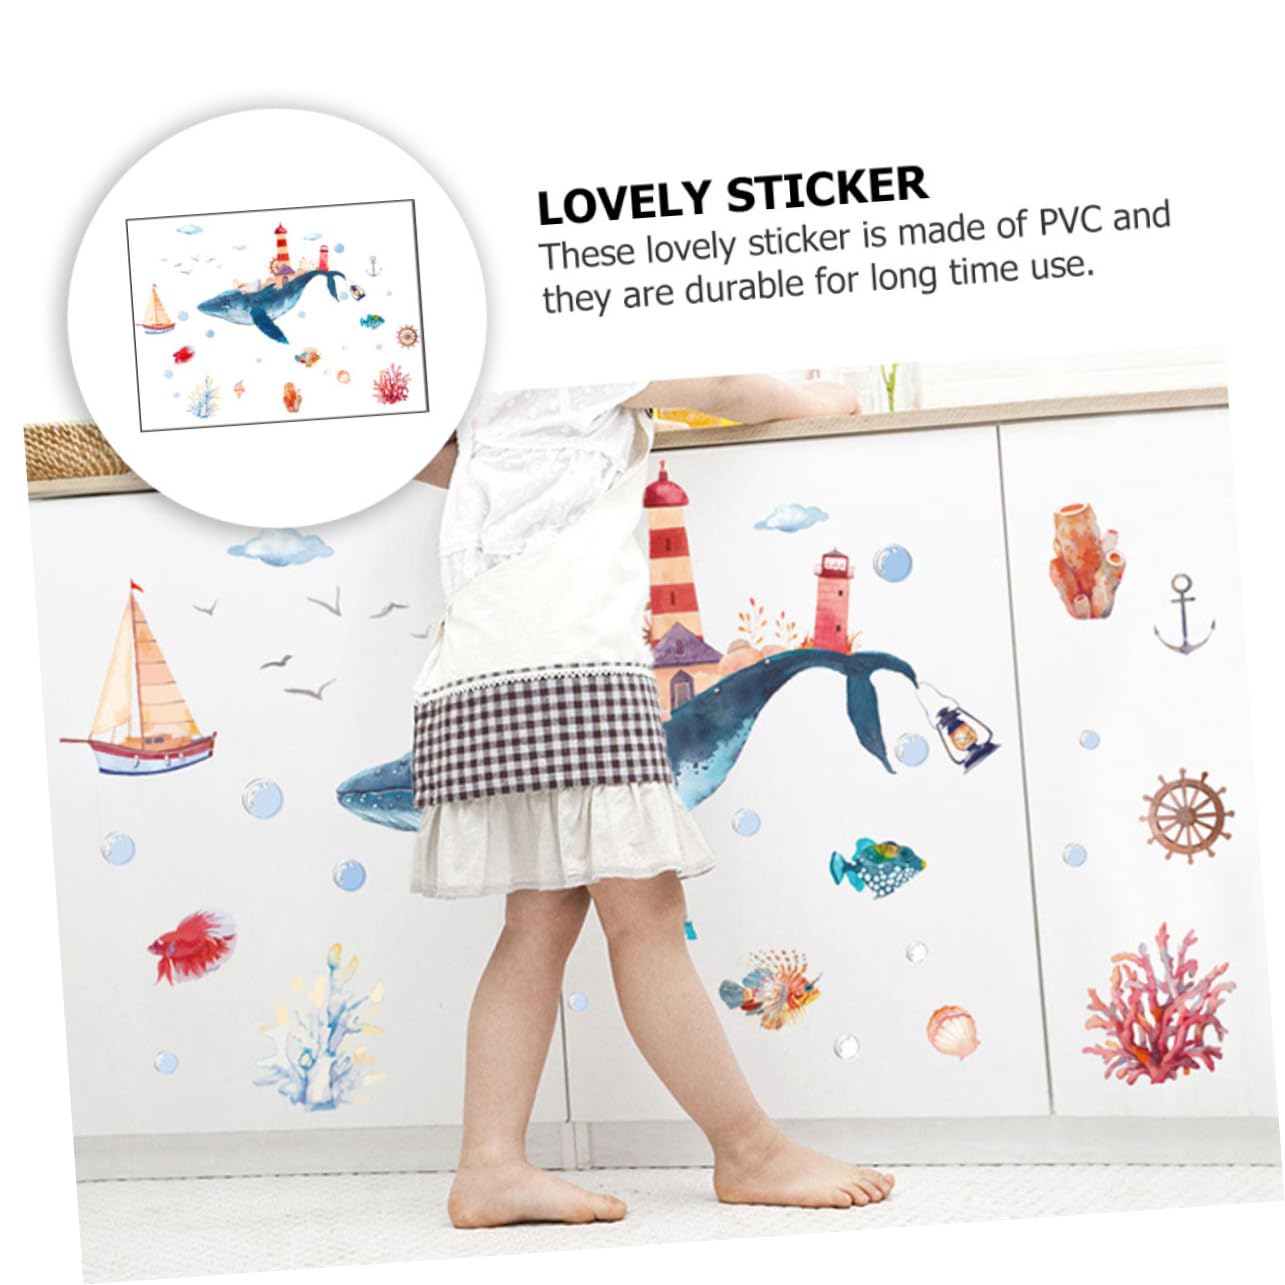 LOVELY STICKER
These lovely sticker is made of PVC and
they are durable for long time use.